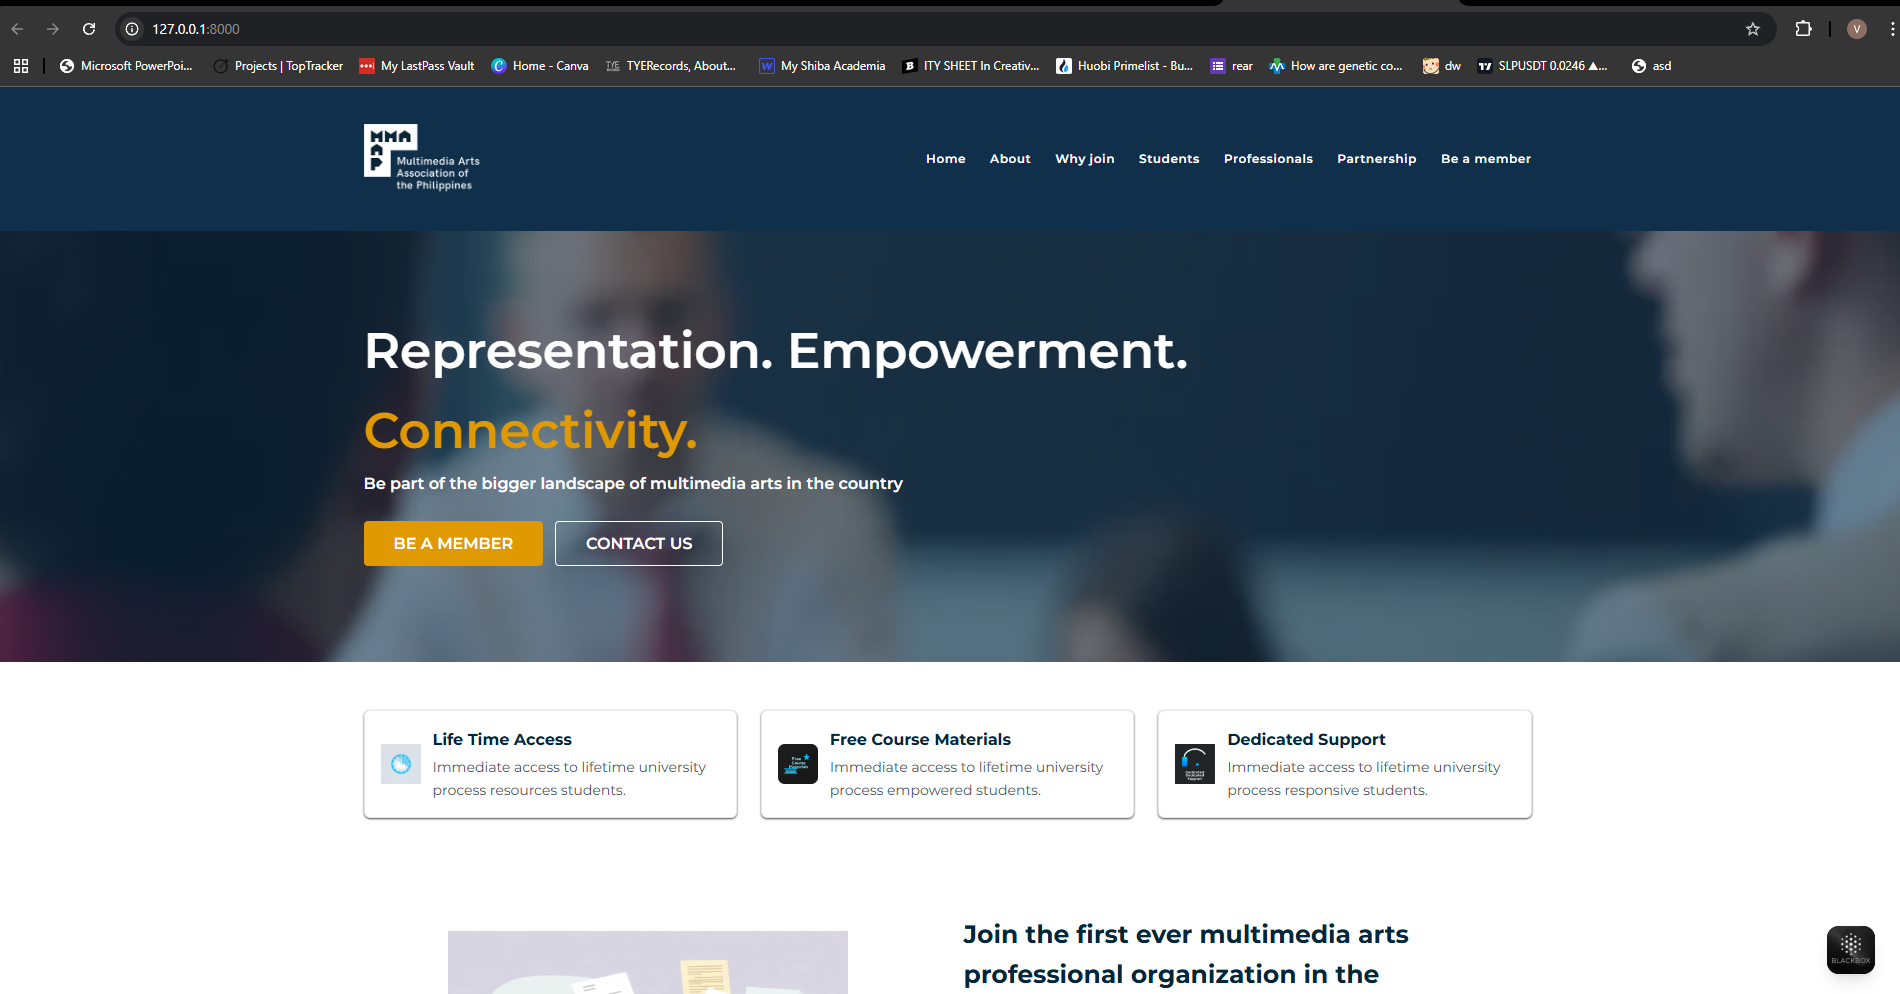 127.0.0.1:8000
V
Microsoft PowerPoi...
Projects | TopTracker
My LastPass Vault
Home - Canva
TYERecords, About...
My Shiba Academia
ITY SHEET In Creativ...
Huobi Primelist - Bu...
rear
How are genetic co...
dw
SLPUSDT 0.0246 ▲...
asd
MMA
A
P
Multimedia Arts
Association of
the Philippines
Home
About
Why join
Students
Professionals
Partnership
Be a member
Representation. Empowerment.
Connectivity.
Be part of the bigger landscape of multimedia arts in the country
BE A MEMBER
CONTACT US
Life Time Access
Immediate access to lifetime university
process resources students.
Free
Course
Materials
Free Course Materials
Immediate access to lifetime university
process empowered students.
Dedicated
Support
Dedicated Support
Immediate access to lifetime university
process responsive students.
Join the first ever multimedia arts
professional organization in the
BLACKBOX